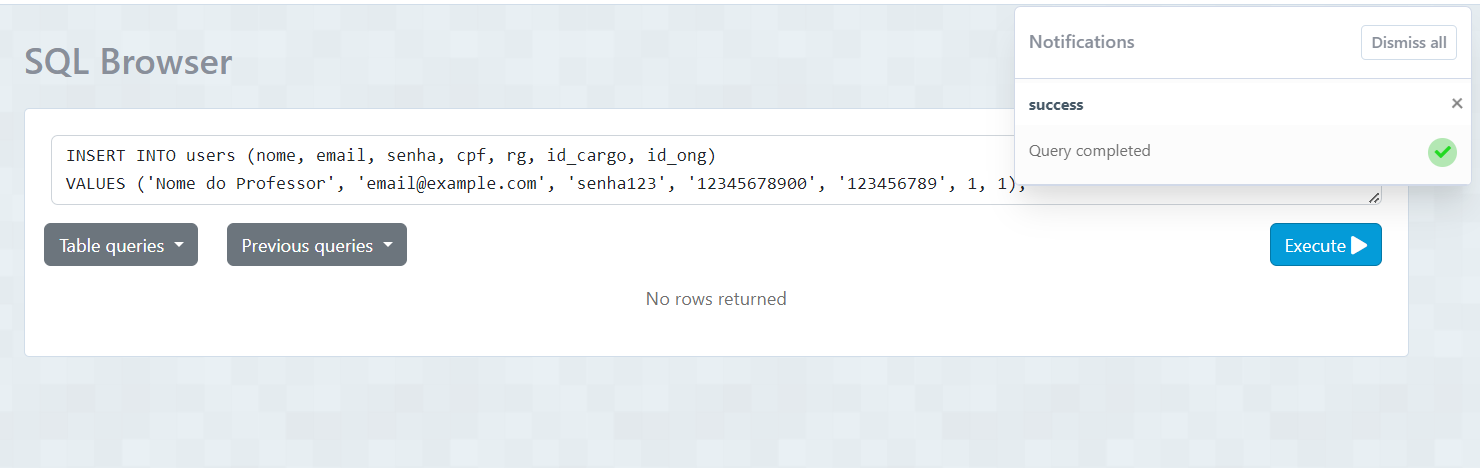 SQL Browser
Notifications
Dismiss all
success
×
Query completed
INSERT INTO users (nome, email, senha, cpf, rg, id_cargo, id_ong)
VALUES ('Nome do Professor', 'email@example.com', 'senha123', '12345678900', '123456789', 1, 1);
Table queries
Previous queries
Execute
No rows returned